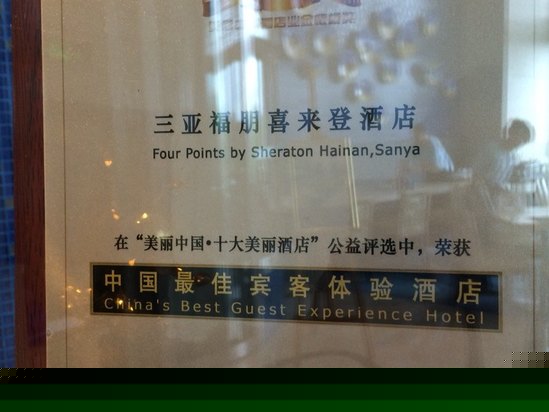 三亚福朋喜来登酒店
Four Points by Sheraton Hainan,Sanya
在“美丽中国•十大美丽酒店”公益评选中，荣获
中国最佳宾客体验酒店
China's Best Guest Experience Hotel